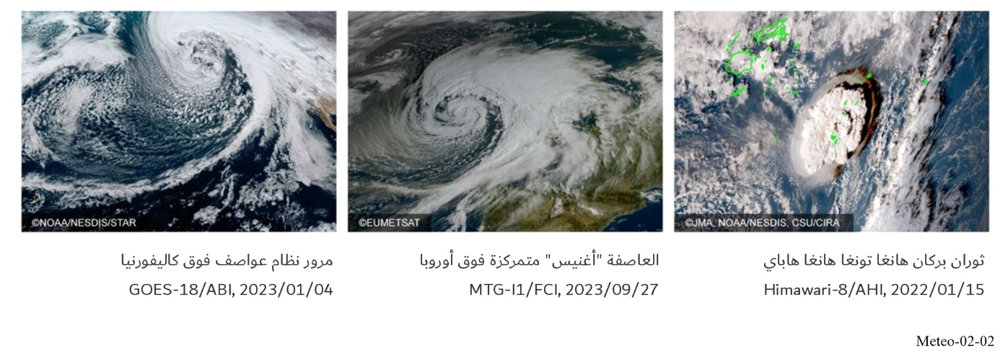 ©NOAA/NESDIS/STAR
©EUMETSAT
©JMA, NOAA/NESDIS, CSU/CIRA
ثوران بركان هانغا تونغا هانغا هاباي
Himawari-8/AHI, 2022/01/15
العاصفة "أغنيس" متمركزة فوق أوروبا
MTG-I1/FCI, 2023/09/27
مرور نظام عواصف فوق كاليفورنيا
GOES-18/ABI, 2023/01/04
Meteo-02-02